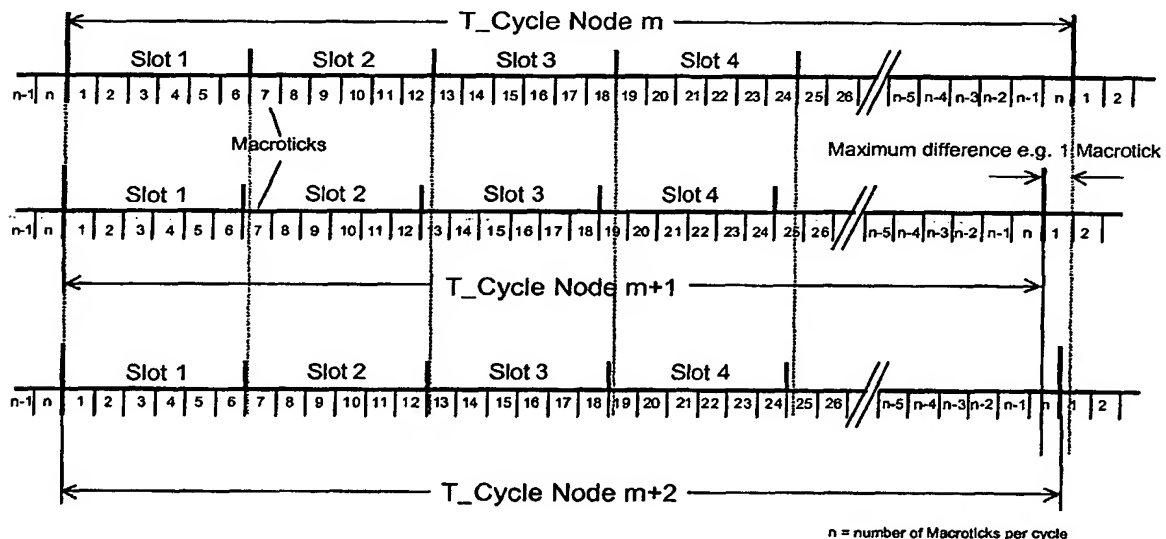 T_Cycle Node m
Slot 1 Slot 2 Slot 3 Slot 4
n-1 n 1 2 3 4 5 6 7 8 9 10 11 12 13 14 15 16 17 18 19 20 21 22 23 24 25 26 n-5 n-4 n-3 n-2 n-1 n 1 2
Macroticks
Maximum difference e.g. 1 Macrotick
Slot 1 Slot 2 Slot 3 Slot 4
n-1 n 1 2 3 4 5 6 7 8 9 10 11 12 13 14 15 16 17 18 19 20 21 22 23 24 25 26 n-5 n-4 n-3 n-2 n-1 n 1 2
T_Cycle Node m+1
Slot 1 Slot 2 Slot 3 Slot 4
n-1 n 1 2 3 4 5 6 7 8 9 10 11 12 13 14 15 16 17 18 19 20 21 22 23 24 25 26 n-5 n-4 n-3 n-2 n-1 n 1 2
T_Cycle Node m+2
n = number of Macroticks per cycle